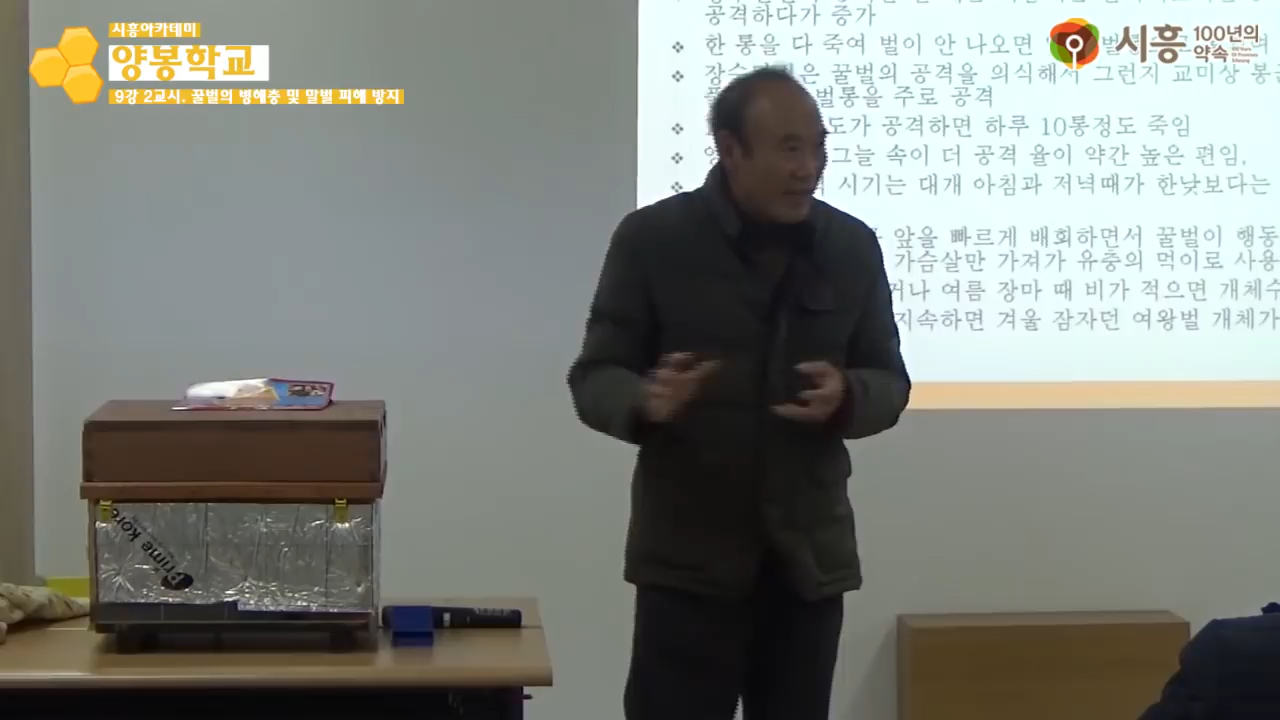 시흥아카데미
양봉학교
9강 2교시. 꿀벌의 병해충 및 말벌 피해 방지
시흥 100년의 약속
공격하다가 증가
한 통을 다 죽여 벌이 안 나오면
장수말벌은 꿀벌의 공격을 의식해서 그런지 교미상
벌통을 주로 공격
도가 공격하면 하루 10통정도 죽임
그늘 속이 더 공격 율이 약간 높은 편임.
시기는 대개 아침과 저녁때가 한낮보다는
앞을 빠르게 배회하면서 꿀벌이 행동
가슴살만 가져가 유충의 먹이로 사용
거나 여름 장마 때 비가 적으면 개체수
지속하면 겨울 잠자던 여왕벌 개체가
Prime kore